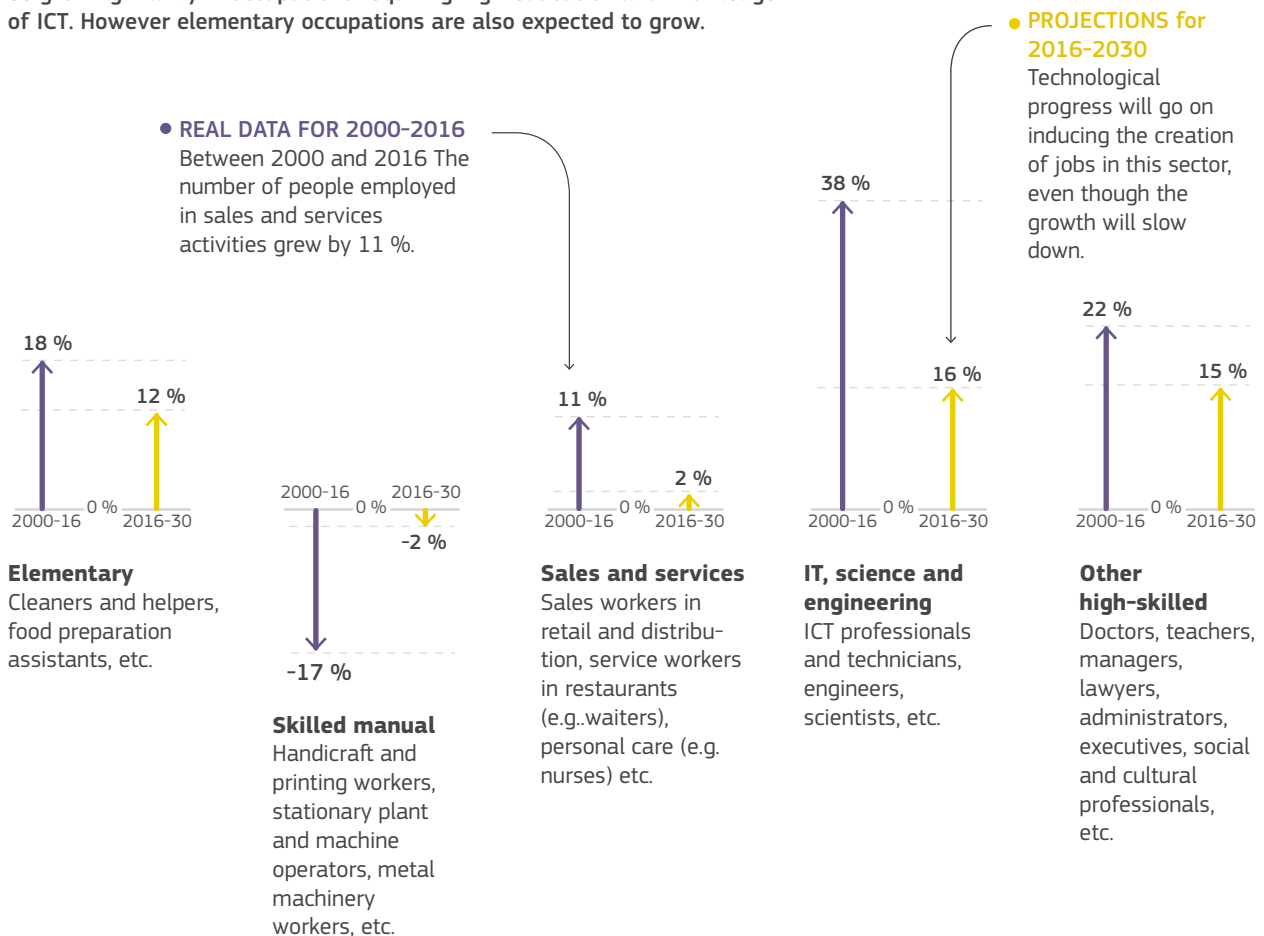 of ICT. However elementary occupations are also expected to grow.
PROJECTIONS for
2016-2030
Technological
progress will go on
inducing the creation
of jobs in this sector,
even though the
growth will slow
down.
REAL DATA FOR 2000-2016
Between 2000 and 2016 The
number of people employed
in sales and services
activities grew by 11 %.
18 %
12 %
0 %
2000-16
2016-30
Elementary
Cleaners and helpers,
food preparation
assistants, etc.
2000-16
0 %
2016-30
-2 %
-17 %
Skilled manual
Handicraft and
printing workers,
stationary plant
and machine
operators, metal
machinery
workers, etc.
11 %
2 %
0 %
2000-16
2016-30
Sales and services
Sales workers in
retail and distribu-
tion, service workers
in restaurants
(e.g..waiters),
personal care (e.g.
nurses) etc.
38 %
16 %
0 %
2000-16
2016-30
IT, science and
engineering
ICT professionals
and technicians,
engineers,
scientists, etc.
22 %
15 %
0 %
2000-16
2016-30
Other
high-skilled
Doctors, teachers,
managers,
lawyers,
administrators,
executives, social
and cultural
professionals,
etc.